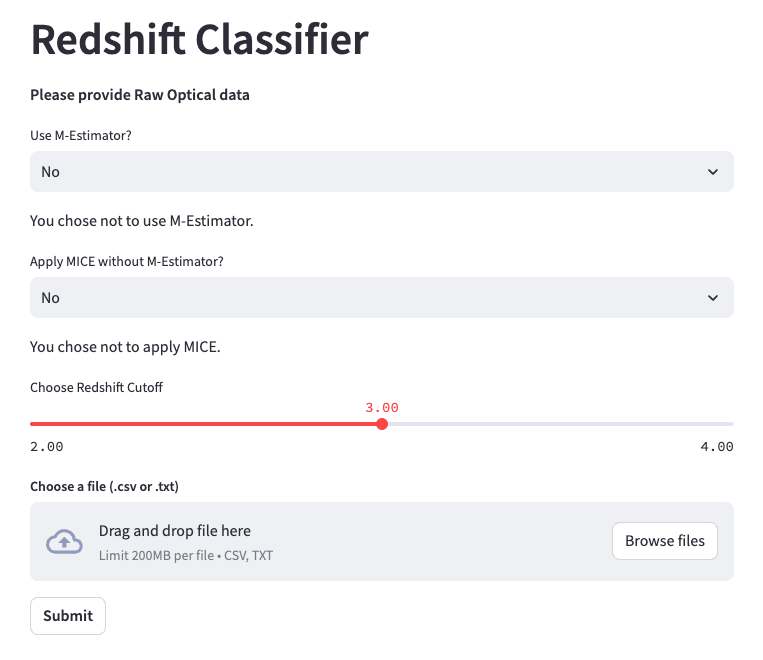 Redshift Classifier
Please provide Raw Optical data
Use M-Estimator?
No
You chose not to use M-Estimator.
Apply MICE without M-Estimator?
No
You chose not to apply MICE.
Choose Redshift Cutoff
3.00
2.00 4.00
Choose a file (.csv or .txt)
Drag and drop file here
Limit 200MB per file • CSV, TXT
Browse files
Submit